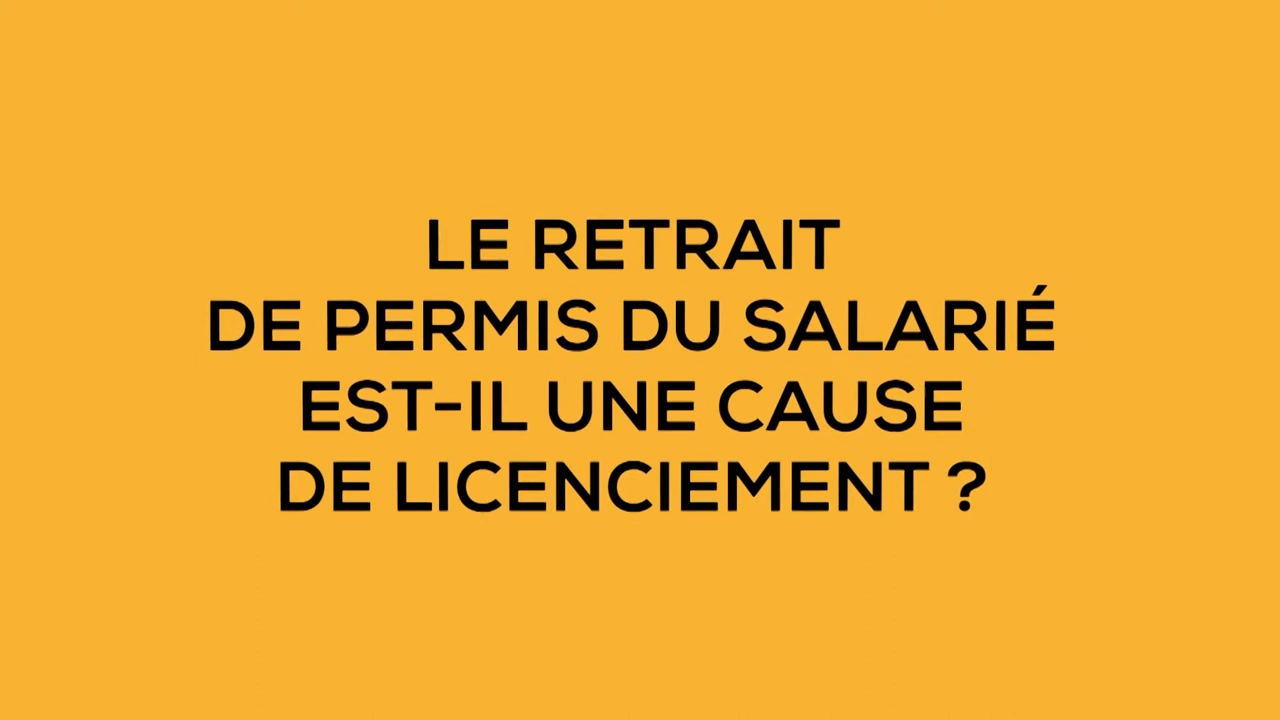 LE RETRAIT
DE PERMIS DU SALARIÉ
EST-IL UNE CAUSE
DE LICENCIEMENT ?